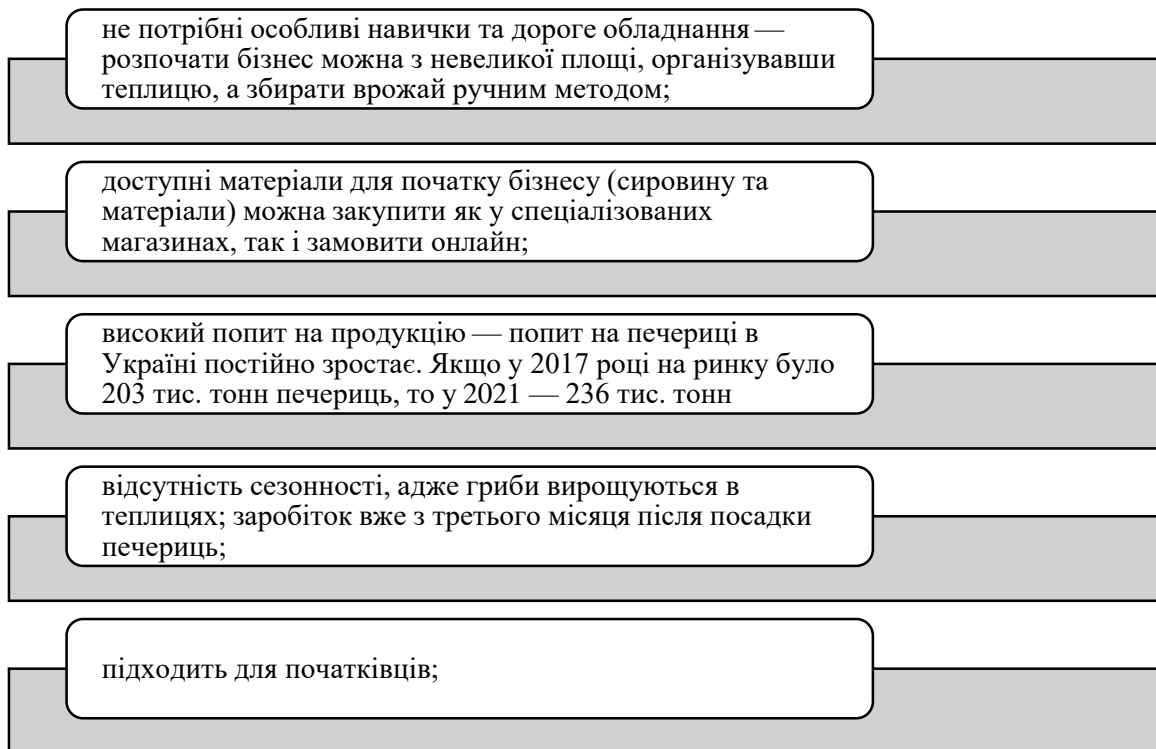 не потрібні особливі навички та дороге обладнання —
розпочати бізнес можна з невеликої площі, організувавши
теплицю, а збирати врожай ручним методом;
доступні матеріали для початку бізнесу (сировину та
матеріали) можна закупити як у спеціалізованих
магазинах, так і замовити онлайн;
високий попит на продукцію — попит на печериці в
Україні постійно зростає. Якщо у 2017 році на ринку було
203 тис. тонн печериць, то у 2021 — 236 тис. тонн
відсутність сезонності, адже гриби вирощуються в
теплицях; заробіток вже з третього місяця після посадки
печериць;
підходить для початківців;